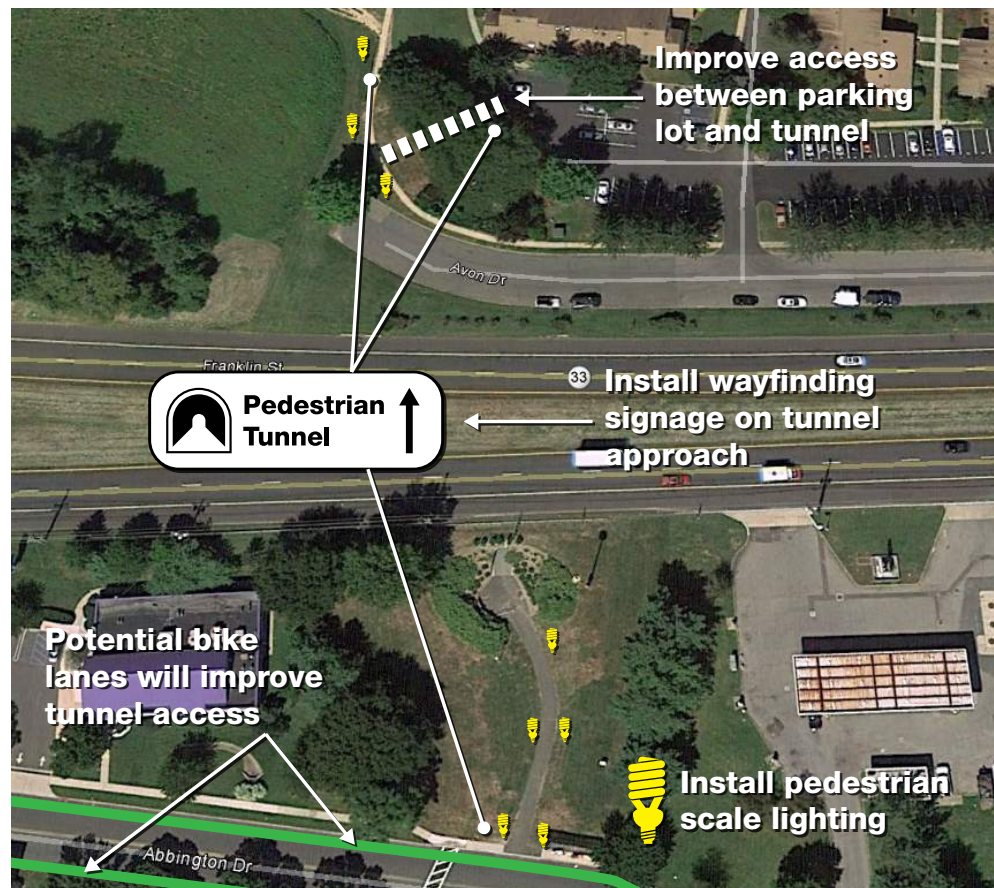 Improve access
between parking
lot and tunnel
Avon Dr
Franklin St
33
Install wayfinding
signage on tunnel
approach
Pedestrian
Tunnel
Potential bike
lanes will improve
tunnel access
Install pedestrian
scale lighting
Abbington Dr